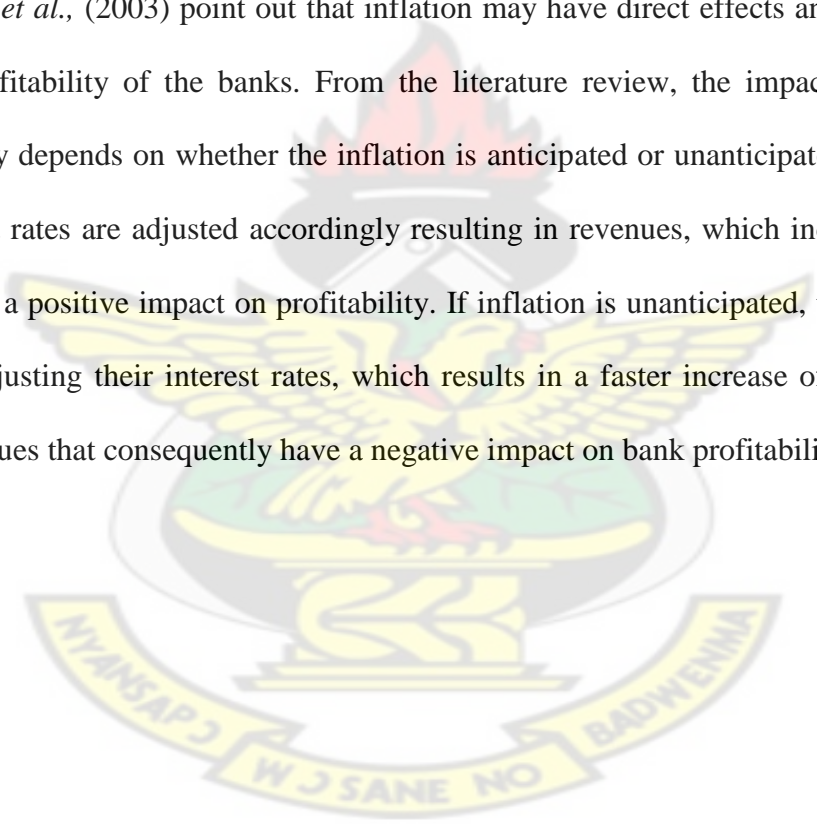 et al., (2003) point out that inflation may have direct effects an
fitability of the banks. From the literature review, the impac
y depends on whether the inflation is anticipated or unanticipat
rates are adjusted accordingly resulting in revenues, which in
a positive impact on profitability. If inflation is unanticipated,
justing their interest rates, which results in a faster increase o
ues that consequently have a negative impact on bank profitabili
NYANSAPƆ
WƆ SANE NO
BADWENMA